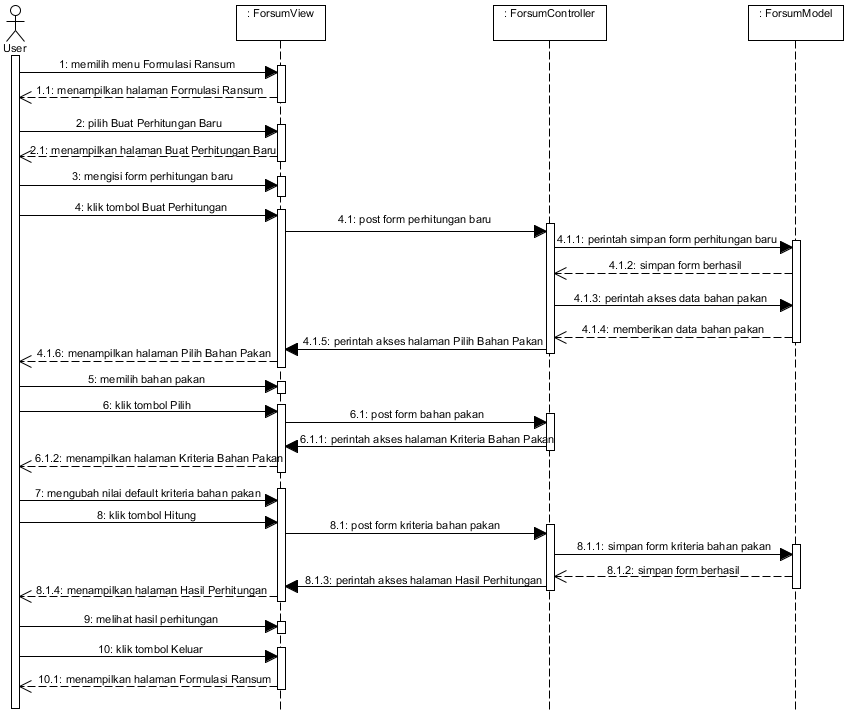 : ForsumView
: ForsumController
: ForsumModel
User
1: memilih menu Formulasi Ransum
1.1: menampilkan halaman Formulasi Ransum
2: pilih Buat Perhitungan Baru
2.1: menampilkan halaman Buat Perhitungan Baru
3: mengisi form perhitungan baru
4: klik tombol Buat Perhitungan
4.1: post form perhitungan baru
4.1.1: perintah simpan form perhitungan baru
4.1.2: simpan form berhasil
4.1.3: perintah akses data bahan pakan
4.1.4: memberikan data bahan pakan
4.1.5: perintah akses halaman Pilih Bahan Pakan
4.1.6: menampilkan halaman Pilih Bahan Pakan
5: memilih bahan pakan
6: klik tombol Pilih
6.1: post form bahan pakan
6.1.1: perintah akses halaman Kriteria Bahan Pakan
6.1.2: menampilkan halaman Kriteria Bahan Pakan
7: mengubah nilai default kriteria bahan pakan
8: klik tombol Hitung
8.1: post form kriteria bahan pakan
8.1.1: simpan form kriteria bahan pakan
8.1.2: simpan form berhasil
8.1.3: perintah akses halaman Hasil Perhitungan
8.1.4: menampilkan halaman Hasil Perhitungan
9: melihat hasil perhitungan
10: klik tombol Keluar
10.1: menampilkan halaman Formulasi Ransum